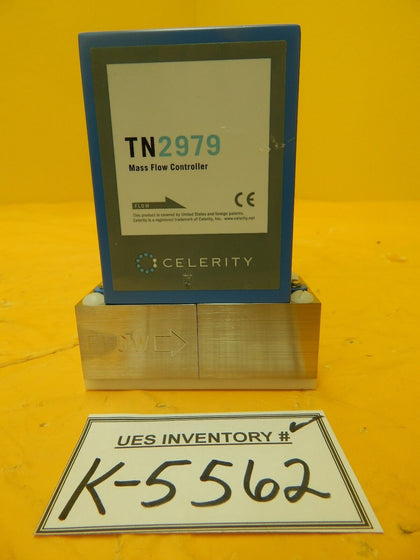 TN2979
Mass Flow Controller
FLOW
CE
This product is covered by United States and foreign patents.
Celerity is a registered trademark of Celerity, Inc. www.celerity.net
CELERITY
FLOW
UES INVENTORY #
K-5562